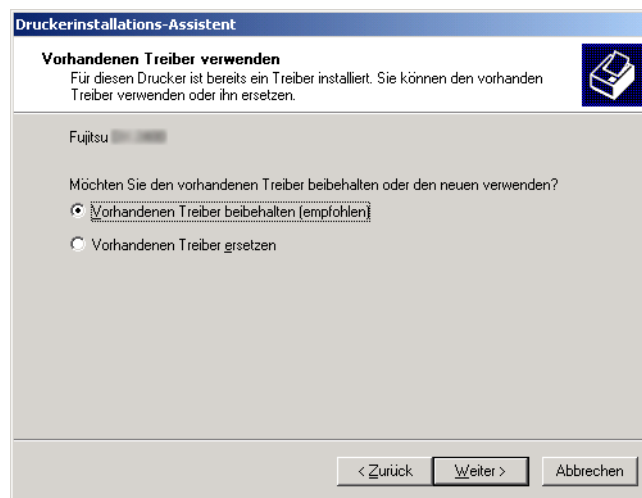 Druckerinstallations-Assistent
Vorhandenen Treiber verwenden
Für diesen Drucker ist bereits ein Treiber installiert. Sie können den vorhanden
Treiber verwenden oder ihn ersetzen.
Fujitsu
Möchten Sie den vorhandenen Treiber beibehalten oder den neuen verwenden?
Vorhandenen Treiber beibehalten (empfohlen)
Vorhandenen Treiber ersetzen
< Zurück
Weiter >
Abbrechen